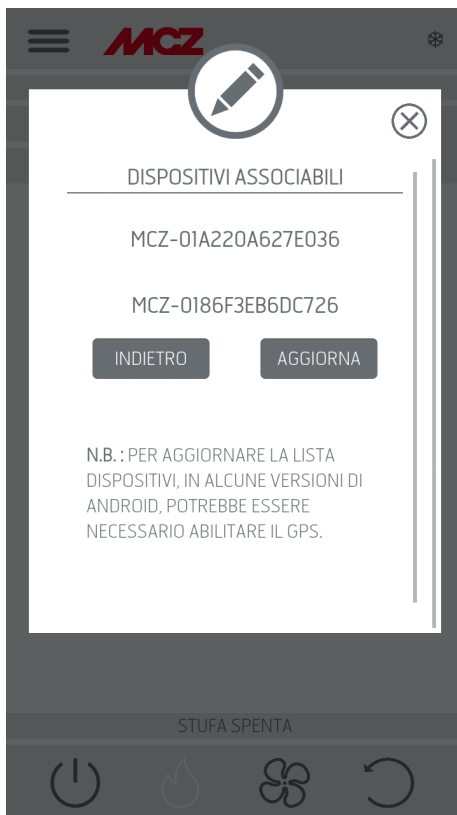 MCZ
DISPOSITIVI ASSOCIABILI
MCZ-01A220A627E036
MCZ-0186F3EB6DC726
INDIETRO
AGGIORNA
N.B. : PER AGGIORNARE LA LISTA
DISPOSITIVI, IN ALCUNE VERSIONI DI
ANDROID, POTREBBE ESSERE
NECESSARIO ABILITARE IL GPS.
STUFA SPENTA